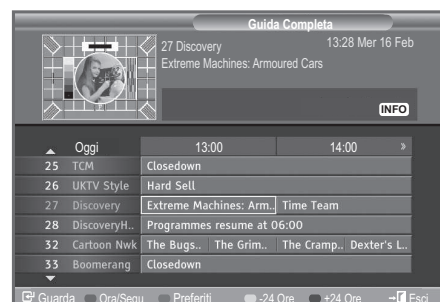 Guida Completa
27 Discovery 13:28 Mer 16 Feb
Extreme Machines: Armoured Cars
INFO
Oggi 13:00 14:00 »
25 TCM Closedown
26 UKTV Style Hard Sell
27 Discovery Extreme Machines: Arm.. Time Team
28 DiscoveryH.. Programmes resume at 06:00
32 Cartoon Nwk The Bugs.. The Grim.. The Cramp.. Dexter's L..
33 Boomerang Closedown
Guarda Ora/Segu Preferiti -24 Ore +24 Ore Esci